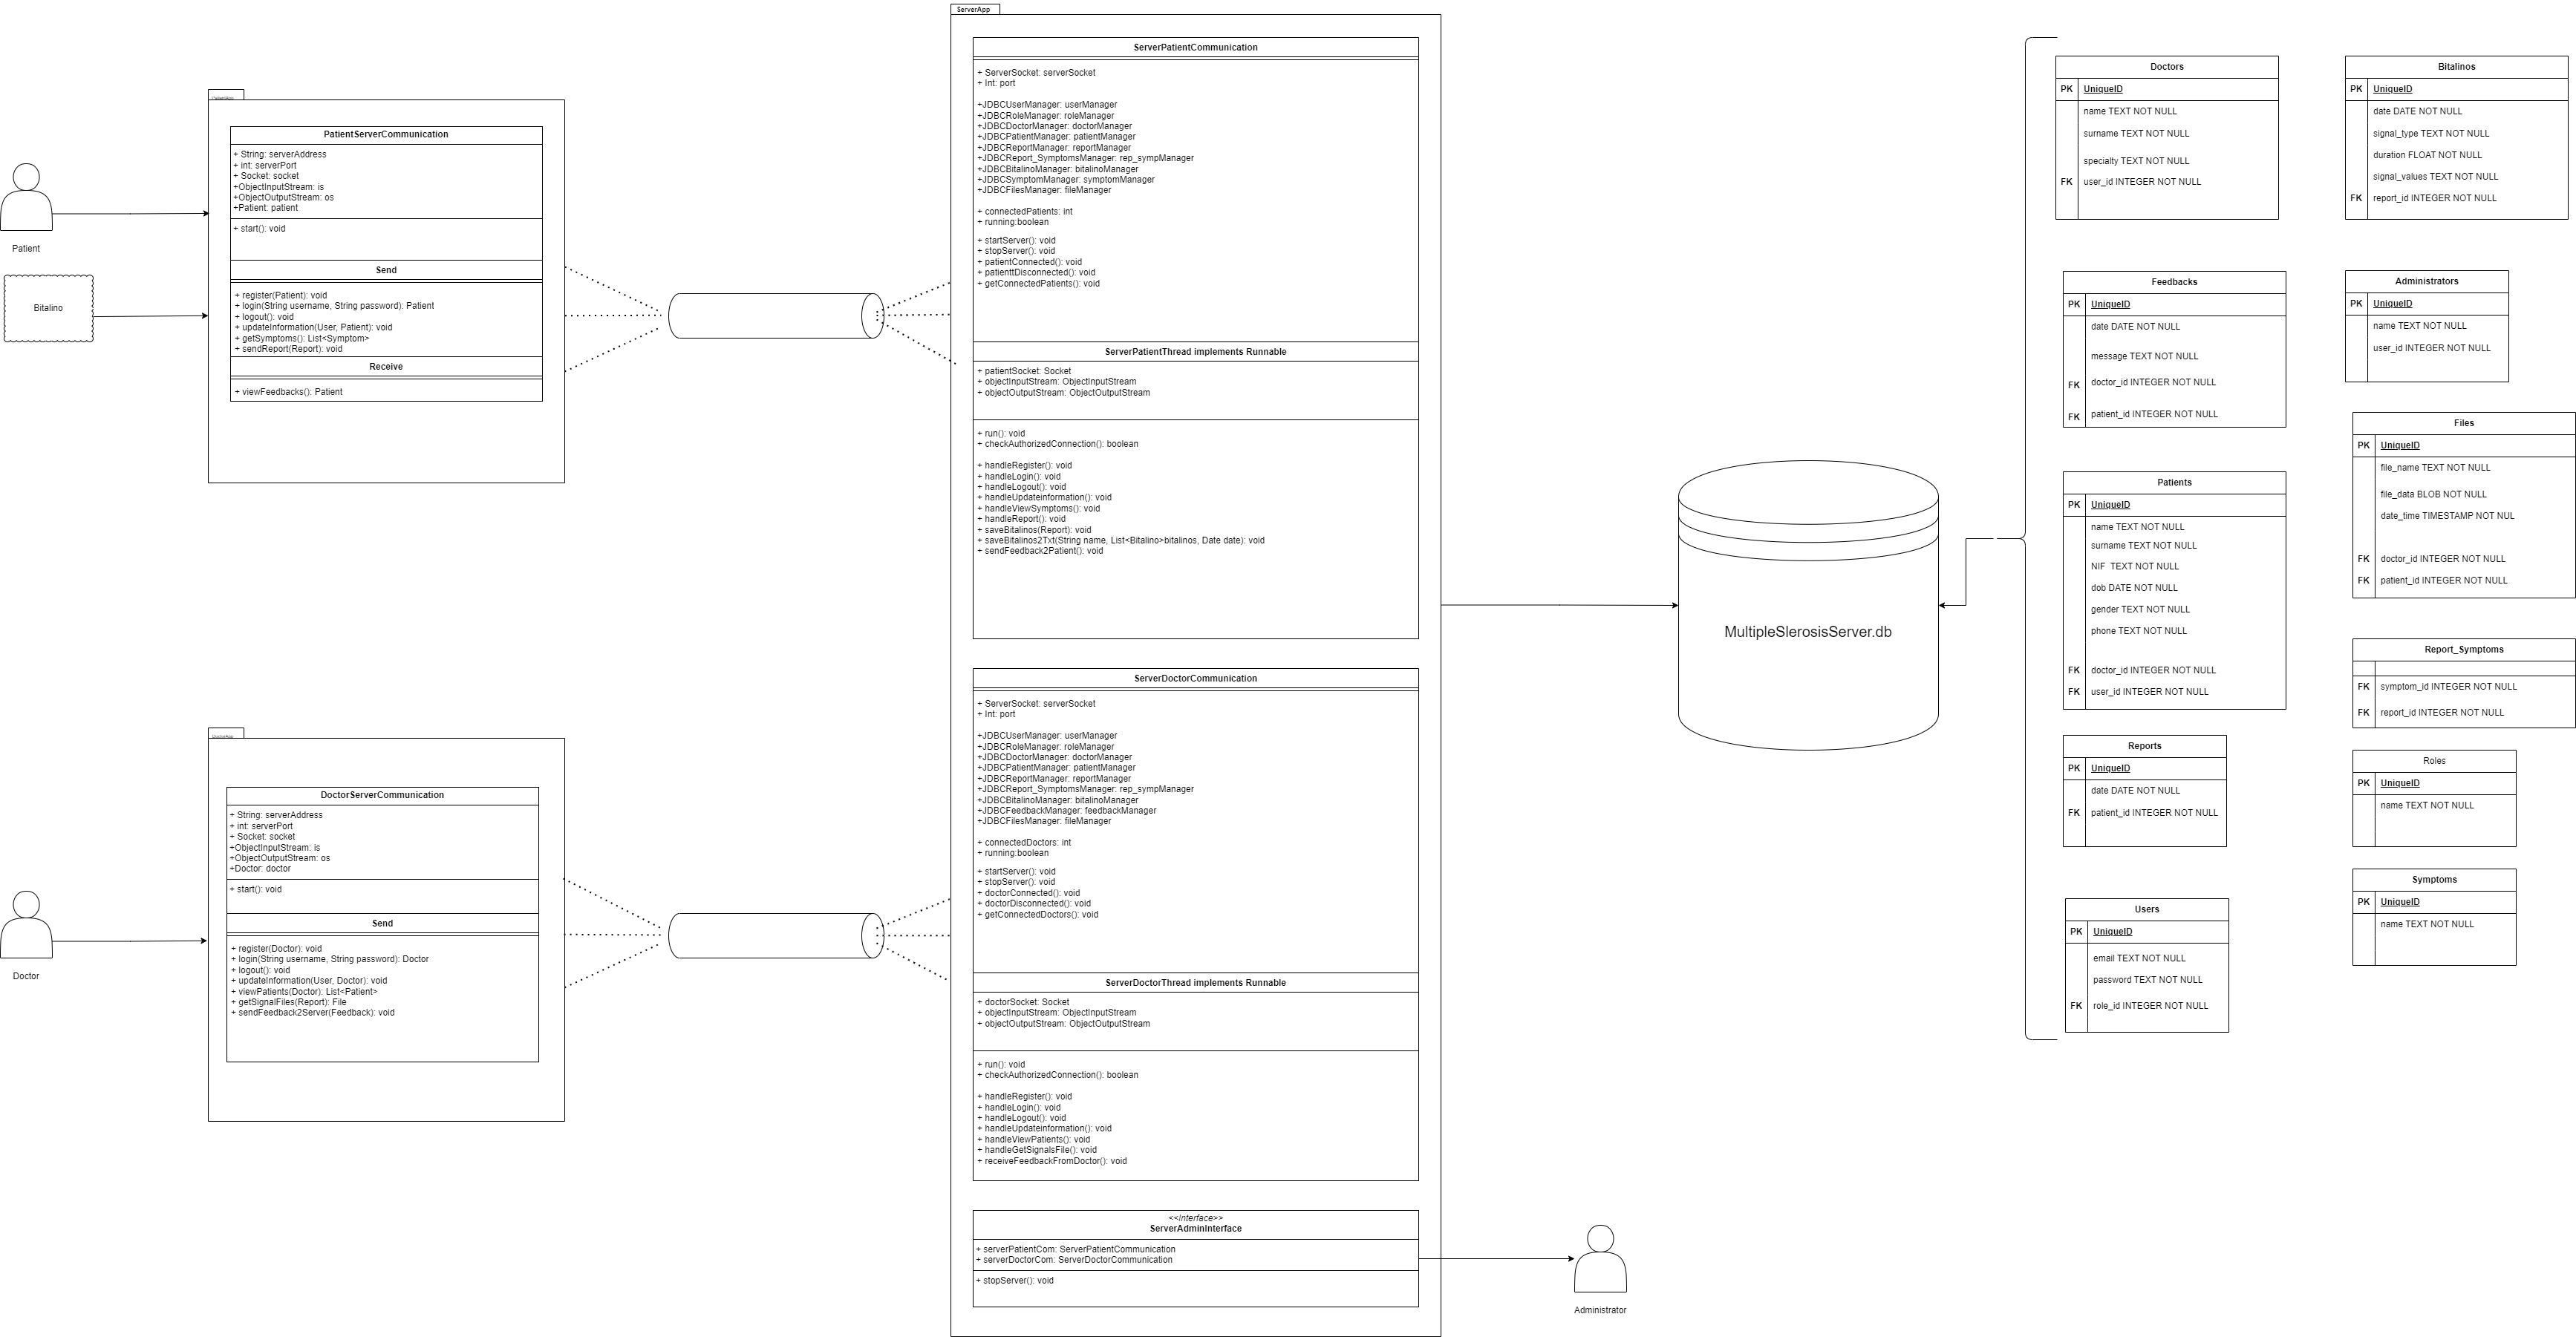 PatientApp
PatientServerCommunication
+ String: serverAddress
+ int: serverPort
+ Socket: socket
+ObjectInputStream: is
+ObjectOutputStream: os
+Patient: patient
+ start(): void
Send
+ register(Patient): void
+ login(String username, String password): Patient
+ logout(): void
+ updateInformation(User, Patient): void
+ getSymptoms(): List<Symptom>
+ sendReport(Report): void
Receive
+ viewFeedbacks(): Patient
Patient
Bitalino
DoctorApp
DoctorServerCommunication
+ String: serverAddress
+ int: serverPort
+ Socket: socket
+ObjectInputStream: is
+ObjectOutputStream: os
+Doctor: doctor
+ start(): void
Send
+ register(Doctor): void
+ login(String username, String password): Doctor
+ logout(): void
+ updateInformation(User, Doctor): void
+ viewPatients(Doctor): List<Patient>
+ getSignalFiles(Report): File
+ sendFeedback2Server(Feedback): void
Doctor
ServerApp
ServerPatientCommunication
+ ServerSocket: serverSocket
+ Int: port
+JDBCUserManager: userManager
+JDBCRoleManager: roleManager
+JDBCDoctorManager: doctorManager
+JDBCPatientManager: patientManager
+JDBCReportManager: reportManager
+JDBCReport_SymptomsManager: rep_sympManager
+JDBCBitalinoManager: bitalinoManager
+JDBCSymptomManager: symptomManager
+JDBCFilesManager: fileManager
+ connectedPatients: int
+ running:boolean
+ startServer(): void
+ stopServer(): void
+ patientConnected(): void
+ patienttDisconnected(): void
+ getConnectedPatients(): void
ServerPatientThread implements Runnable
+ patientSocket: Socket
+ objectInputStream: ObjectInputStream
+ objectOutputStream: ObjectOutputStream
+ run(): void
+ checkAuthorizedConnection(): boolean
+ handleRegister(): void
+ handleLogin(): void
+ handleLogout(): void
+ handleUpdateinformation(): void
+ handleViewSymptoms(): void
+ handleReport(): void
+ saveBitalinos(Report): void
+ saveBitalinos2Txt(String name, List<Bitalino>bitalinos, Date date): void
+ sendFeedback2Patient(): void
ServerDoctorCommunication
+ ServerSocket: serverSocket
+ Int: port
+JDBCUserManager: userManager
+JDBCRoleManager: roleManager
+JDBCDoctorManager: doctorManager
+JDBCPatientManager: patientManager
+JDBCReportManager: reportManager
+JDBCReport_SymptomsManager: rep_sympManager
+JDBCBitalinoManager: bitalinoManager
+JDBCFeedbackManager: feedbackManager
+JDBCFilesManager: fileManager
+ connectedDoctors: int
+ running:boolean
+ startServer(): void
+ stopServer(): void
+ doctorConnected(): void
+ doctorDisconnected(): void
+ getConnectedDoctors(): void
ServerDoctorThread implements Runnable
+ doctorSocket: Socket
+ objectInputStream: ObjectInputStream
+ objectOutputStream: ObjectOutputStream
+ run(): void
+ checkAuthorizedConnection(): boolean
+ handleRegister(): void
+ handleLogin(): void
+ handleLogout(): void
+ handleUpdateinformation(): void
+ handleViewPatients(): void
+ handleGetSignalsFile(): void
+ receiveFeedbackFromDoctor(): void
<<Interface>>
ServerAdminInterface
+ serverPatientCom: ServerPatientCommunication
+ serverDoctorCom: ServerDoctorCommunication
+ stopServer(): void
Administrator
MultipleSlerosisServer.db
Doctors
PK UniqueID
name TEXT NOT NULL
surname TEXT NOT NULL
specialty TEXT NOT NULL
FK user_id INTEGER NOT NULL
Feedbacks
PK UniqueID
date DATE NOT NULL
message TEXT NOT NULL
FK doctor_id INTEGER NOT NULL
FK patient_id INTEGER NOT NULL
Patients
PK UniqueID
name TEXT NOT NULL
surname TEXT NOT NULL
NIF TEXT NOT NULL
dob DATE NOT NULL
gender TEXT NOT NULL
phone TEXT NOT NULL
FK doctor_id INTEGER NOT NULL
FK user_id INTEGER NOT NULL
Reports
PK UniqueID
date DATE NOT NULL
FK patient_id INTEGER NOT NULL
Users
PK UniqueID
email TEXT NOT NULL
password TEXT NOT NULL
FK role_id INTEGER NOT NULL
Bitalinos
PK UniqueID
date DATE NOT NULL
signal_type TEXT NOT NULL
duration FLOAT NOT NULL
signal_values TEXT NOT NULL
FK report_id INTEGER NOT NULL
Administrators
PK UniqueID
name TEXT NOT NULL
user_id INTEGER NOT NULL
Files
PK UniqueID
file_name TEXT NOT NULL
file_data BLOB NOT NULL
date_time TIMESTAMP NOT NUL
FK doctor_id INTEGER NOT NULL
FK patient_id INTEGER NOT NULL
Report_Symptoms
FK symptom_id INTEGER NOT NULL
FK report_id INTEGER NOT NULL
Roles
PK UniqueID
name TEXT NOT NULL
Symptoms
PK UniqueID
name TEXT NOT NULL